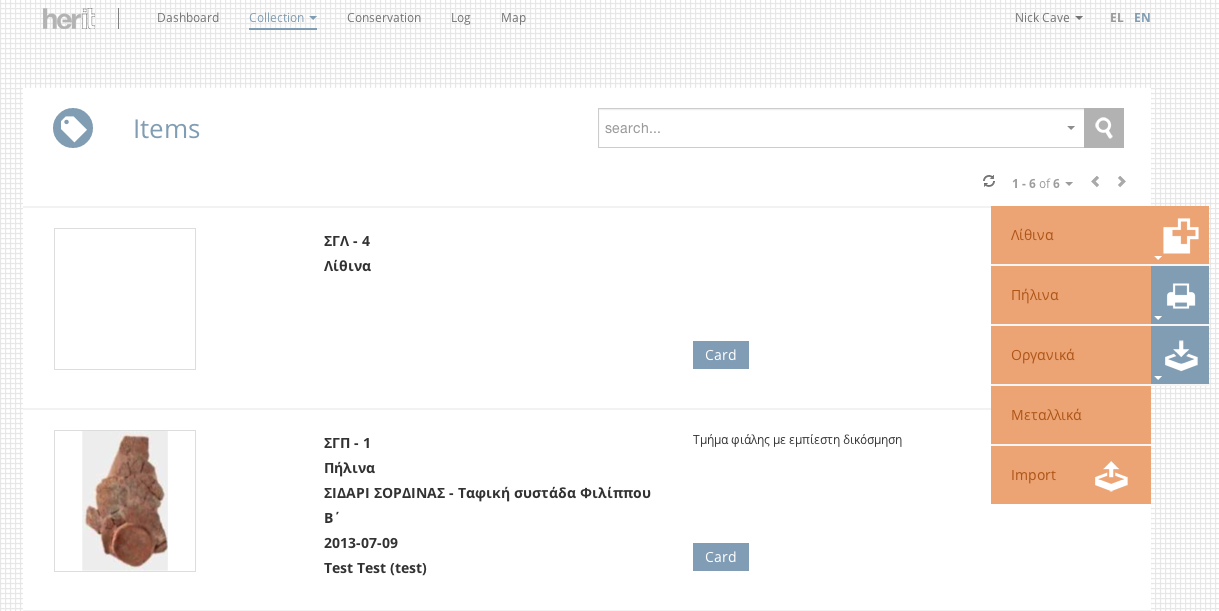 herit Dashboard Collection Conservation Log Map Nick Cave EL EN
Items search...
1 - 6 of 6
ΣΓΛ - 4 Λίθινα
Λίθινα
Πήλινα
Card Οργανικά
Μεταλλικά
ΣΓΠ - 1 Τμήμα φιάλης με εμπίεστη δικόσμηση
Πήλινα Import
ΣΙΔΑΡΙ ΣΟΡΔΙΝΑΣ - Ταφική συστάδα Φιλίππου
Β΄
2013-07-09 Card
Test Test (test)